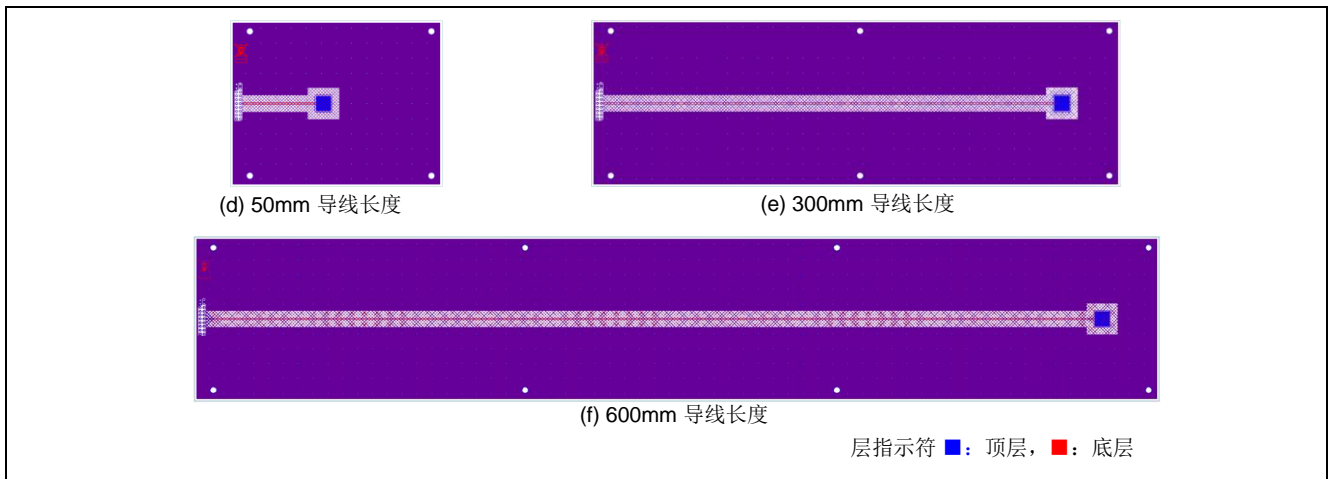 (d) 50mm 导线长度
(e) 300mm 导线长度
(f) 600mm 导线长度
层指示符 ■：顶层，■：底层